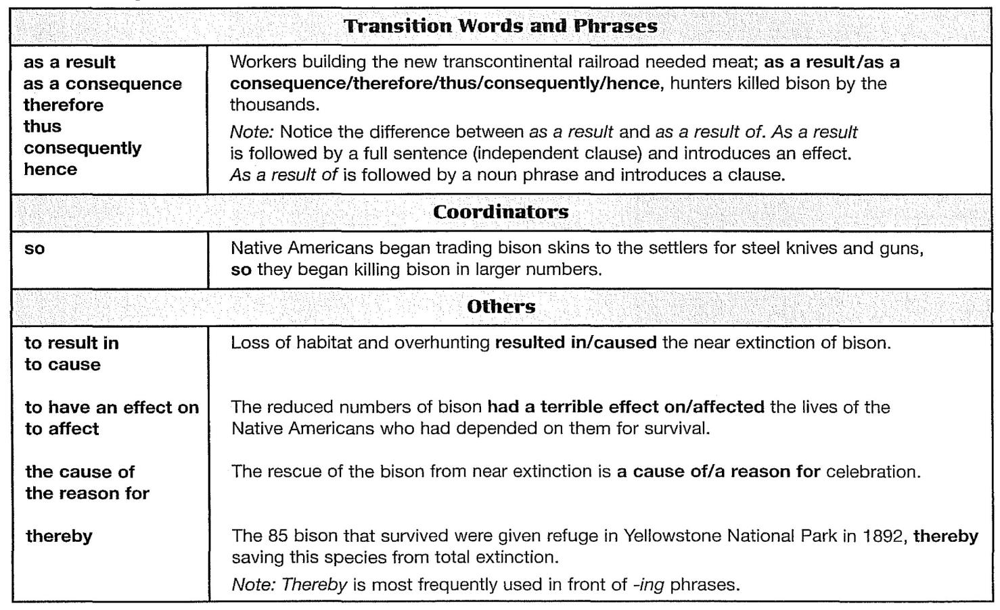 Transition Words and Phrases
as a result
as a consequence
therefore
thus
consequently
hence
Workers building the new transcontinental railroad needed meat; as a result/as a
consequence/therefore/thus/consequently/hence, hunters killed bison by the
thousands.
Note: Notice the difference between as a result and as a result of. As a result
is followed by a full sentence (independent clause) and introduces an effect.
As a result of is followed by a noun phrase and introduces a clause.
Coordinators
so
Native Americans began trading bison skins to the settlers for steel knives and guns,
so they began killing bison in larger numbers.
Others
to result in
to cause
Loss of habitat and overhunting resulted in/caused the near extinction of bison.
to have an effect on
to affect
The reduced numbers of bison had a terrible effect on/affected the lives of the
Native Americans who had depended on them for survival.
the cause of
the reason for
The rescue of the bison from near extinction is a cause of/a reason for celebration.
thereby
The 85 bison that survived were given refuge in Yellowstone National Park in 1892, thereby
saving this species from total extinction.
Note: Thereby is most frequently used in front of -ing phrases.